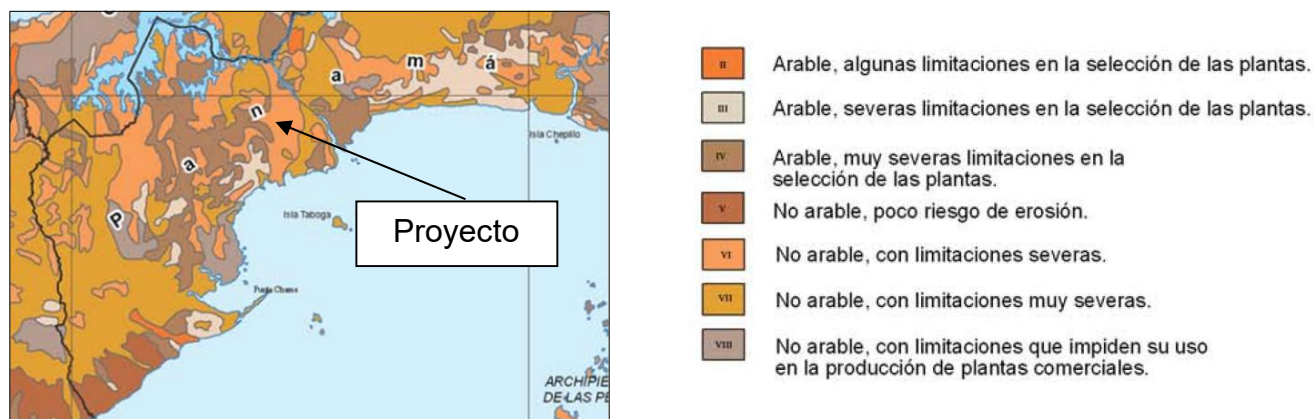 P a n a m á
Isla Chepillo
Isla Taboga
Proyecto
Punta Chame
ARCHIPIE
DE LAS PE
II Arable, algunas limitaciones en la selección de las plantas.
III Arable, severas limitaciones en la selección de las plantas.
IV Arable, muy severas limitaciones en la
selección de las plantas.
V No arable, poco riesgo de erosión.
VI No arable, con limitaciones severas.
VII No arable, con limitaciones muy severas.
VIII No arable, con limitaciones que impiden su uso
en la producción de plantas comerciales.